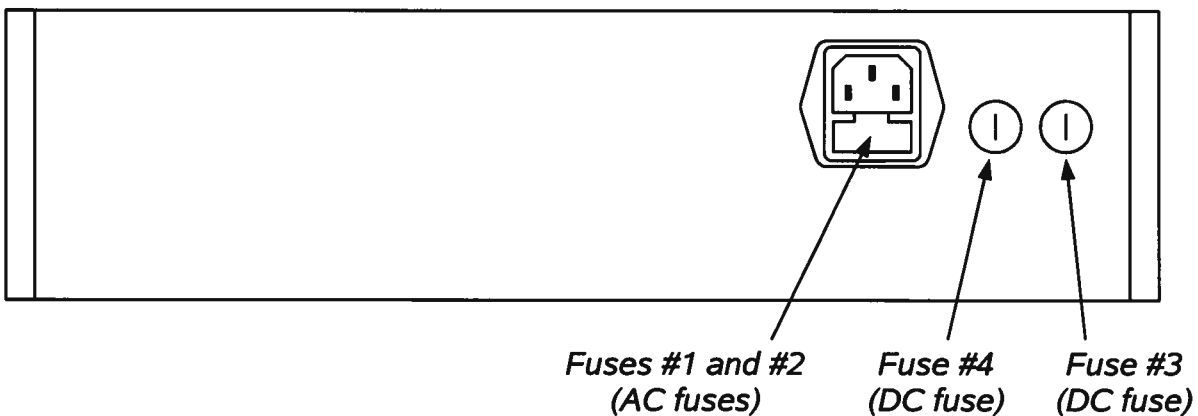 Fuses #1 and #2
(AC fuses)
Fuse #4
(DC fuse)
Fuse #3
(DC fuse)